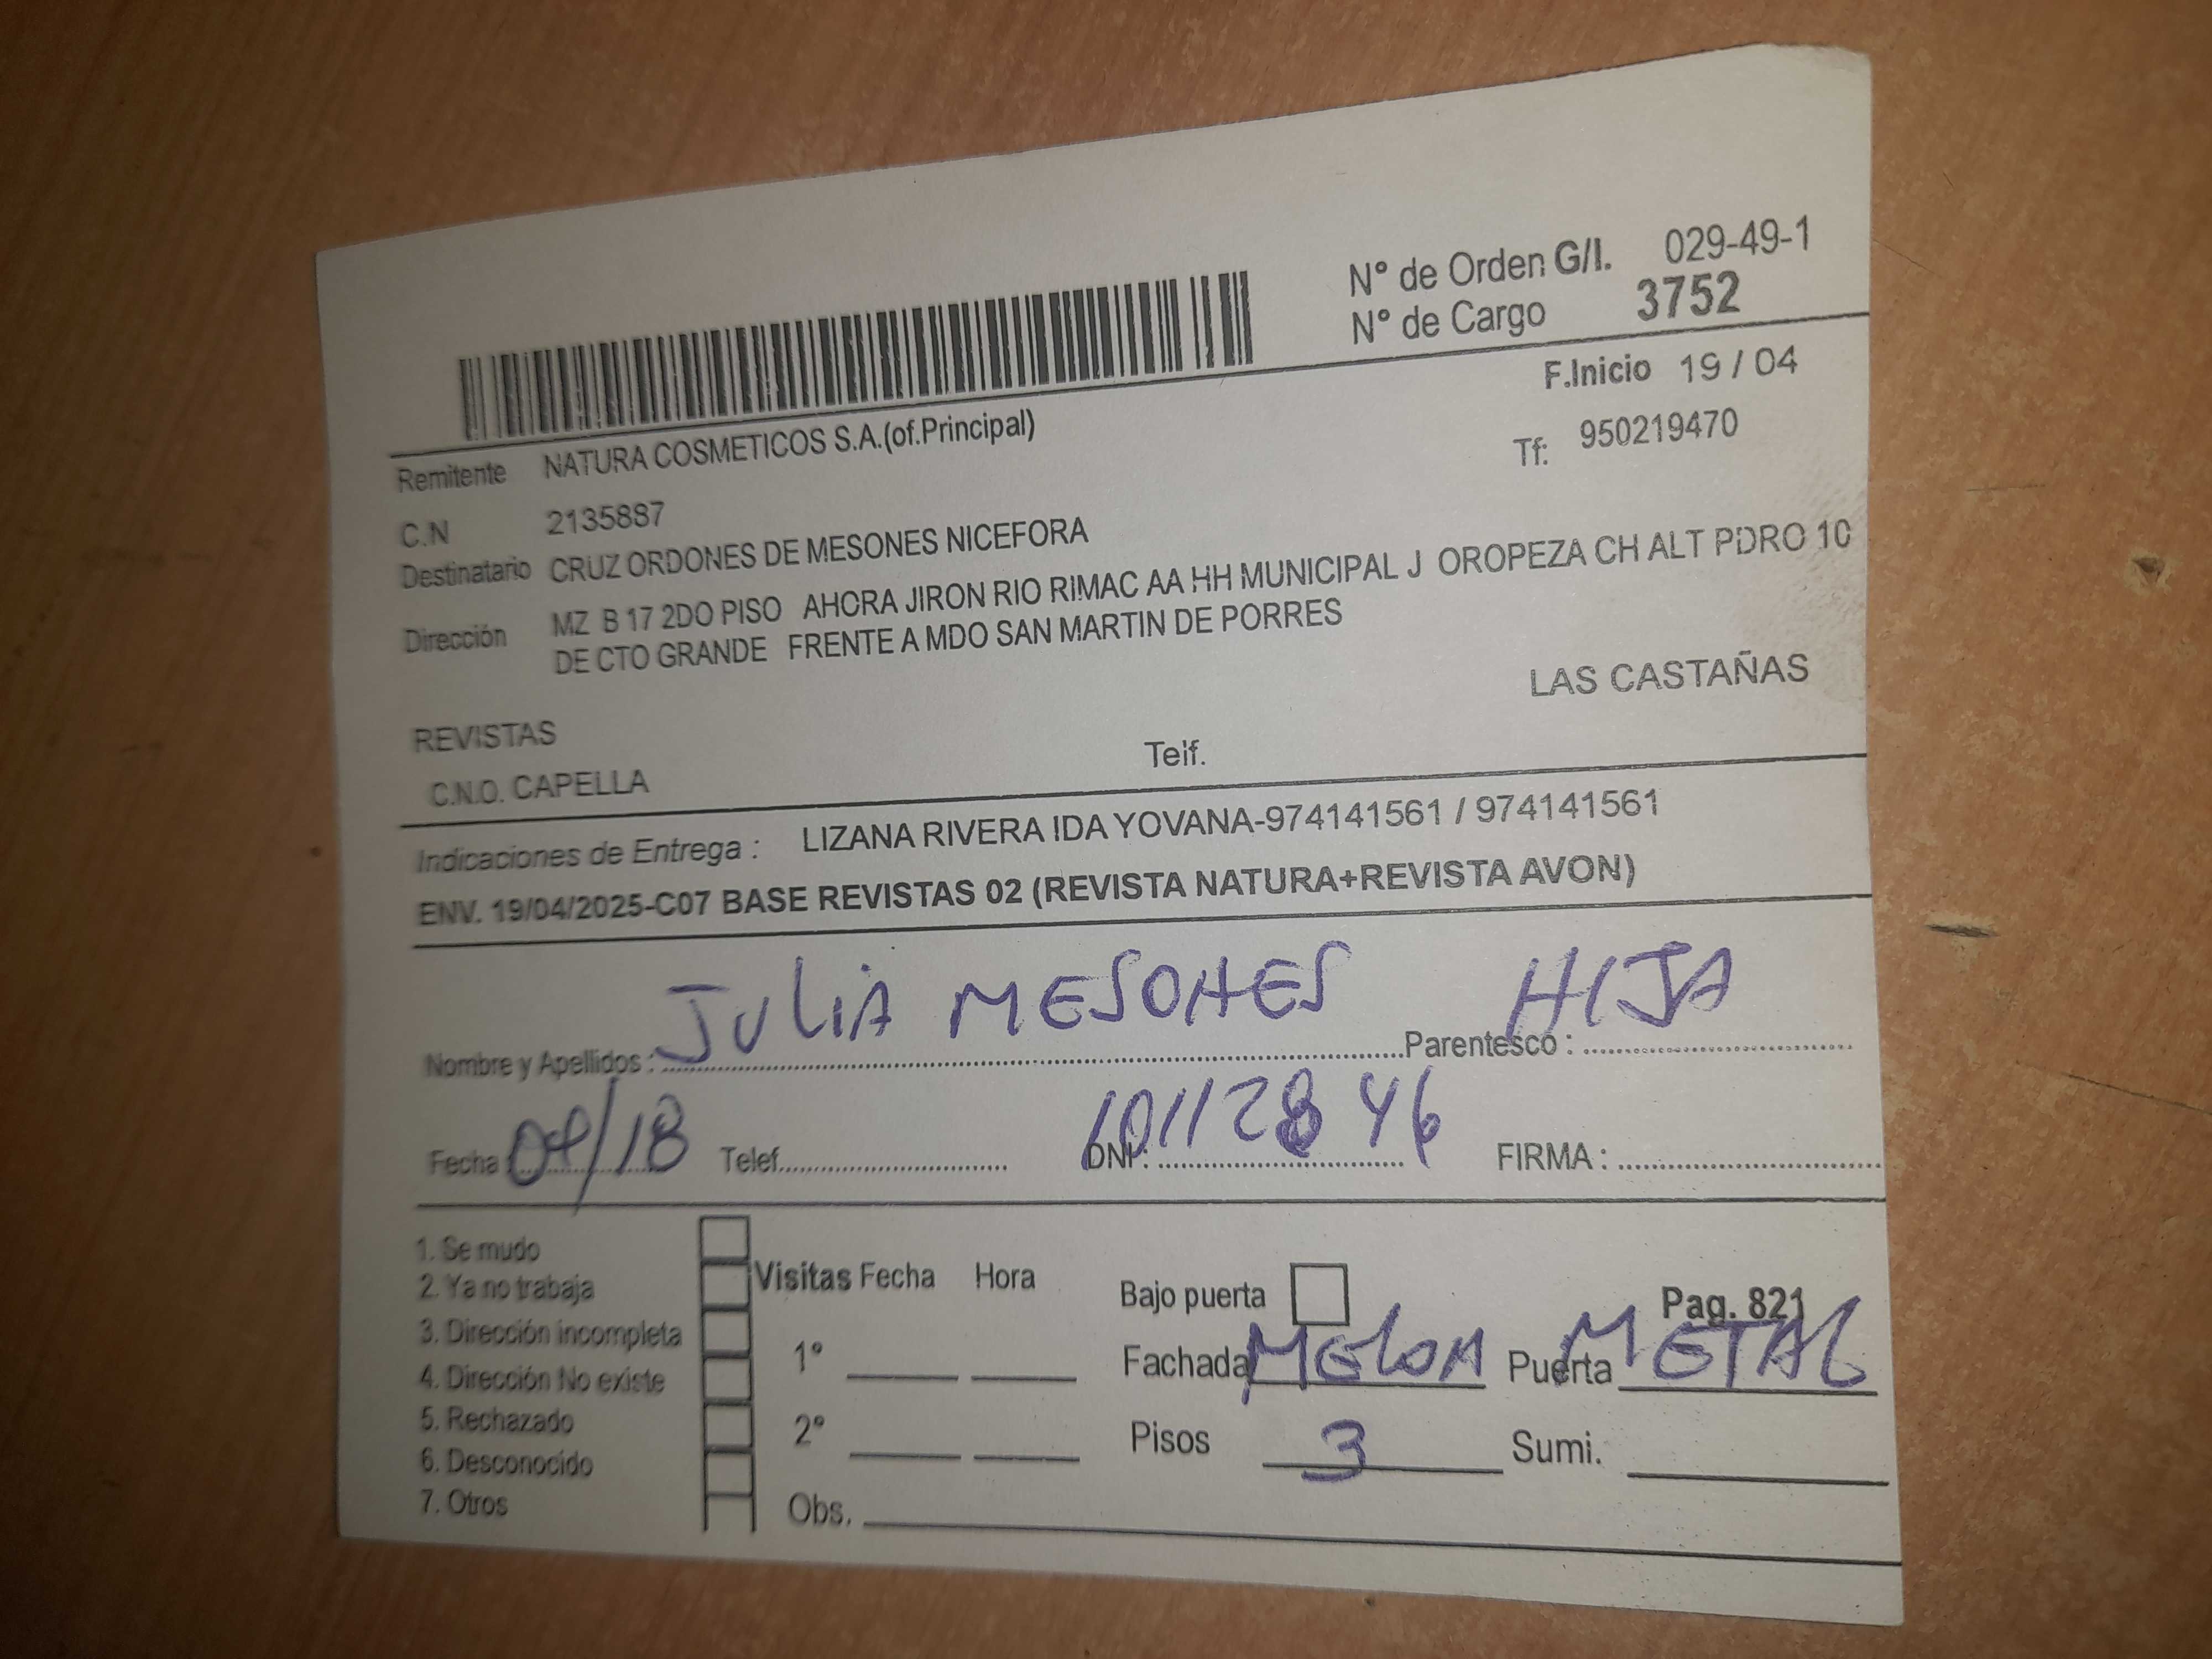 N° de Orden G/I. 029-49-1
N° de Cargo 3752
F.Inicio 19 / 04
Remitente NATURA COSMETICOS S.A.(of.Principal)
Tf: 950219470
C.N 2135887
Destinatario CRUZ ORDONES DE MESONES NICEFORA
Dirección MZ B 17 2DO PISO AHORA JIRON RIO RIMAC AA HH MUNICIPAL J OROPEZA CH ALT PDRO 10
DE CTO GRANDE FRENTE A MDO SAN MARTIN DE PORRES
LAS CASTAÑAS
REVISTAS
C.N.O. CAPELLA Telf.
Indicaciones de Entrega : LIZANA RIVERA IDA YOVANA-974141561 / 974141561
ENV. 19/04/2025-C07 BASE REVISTAS 02 (REVISTA NATURA+REVISTA AVON)
Nombre y Apellidos : JULIA MESONES Parentesco : HIJA
Fecha : /18 Telef. DNI : FIRMA :
1. Se mudo
2. Ya no trabaja
3. Dirección incompleta
4. Dirección No existe
5. Rechazado
6. Desconocido
7. Otros
Visitas Fecha Hora
1°
2°
Obs.
Bajo puerta Pag. 821
Fachada MELON Puerta METAL
Pisos 3 Sumi.